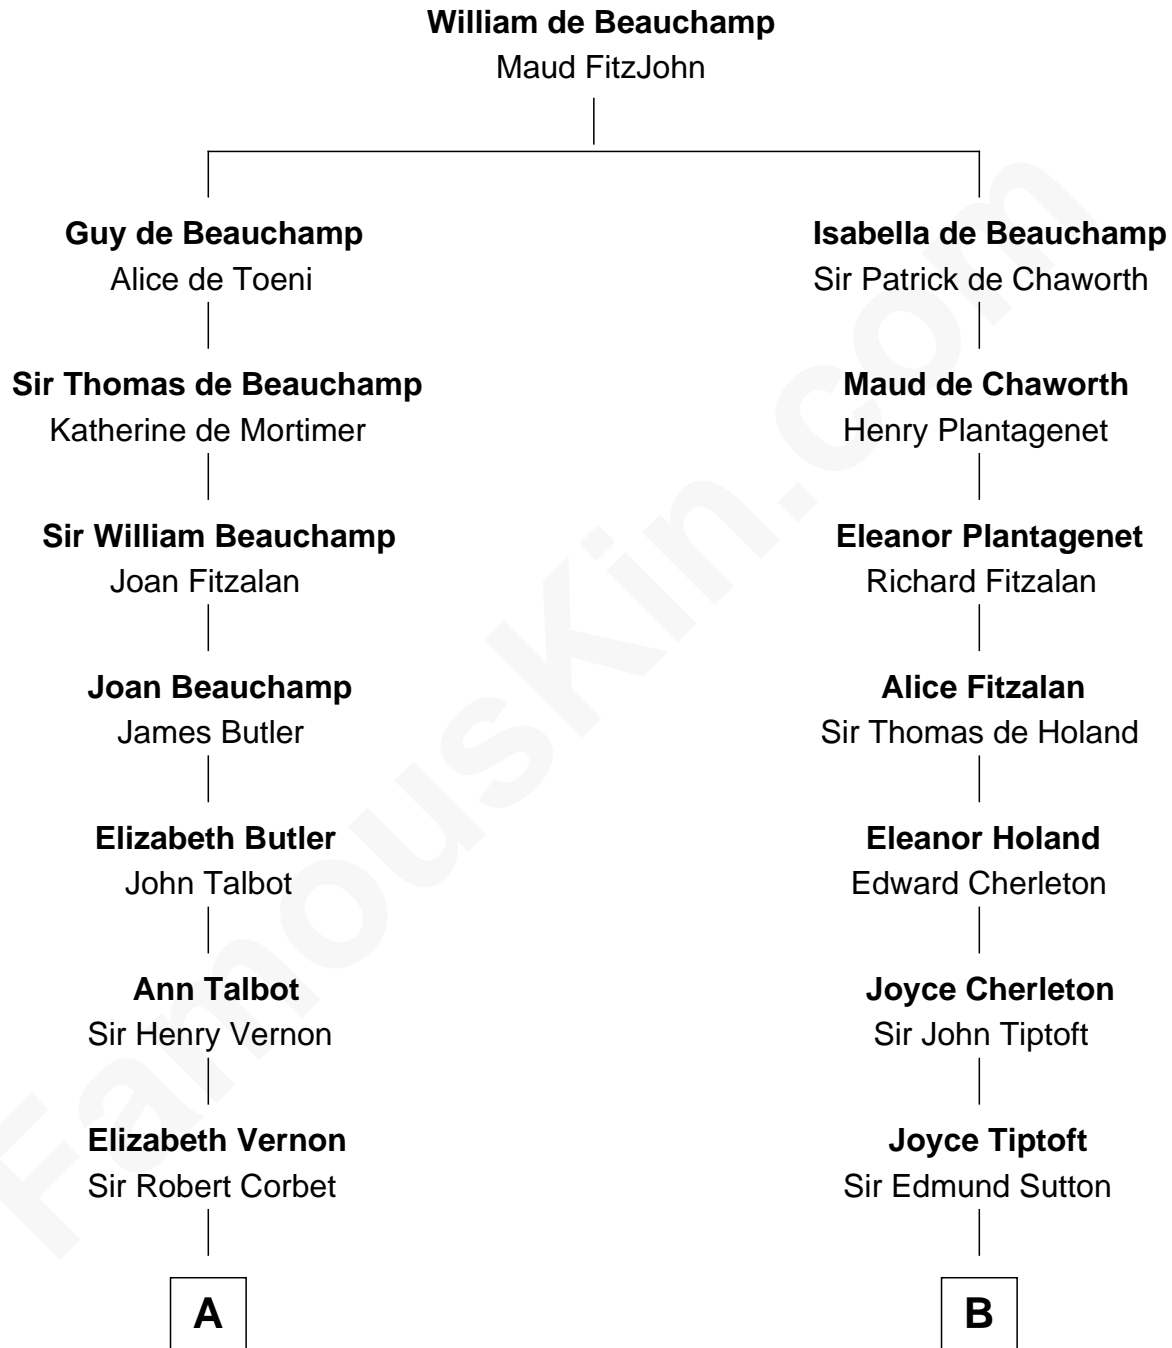 William de Beauchamp
Maud FitzJohn
Guy de Beauchamp
Alice de Toeni
Isabella de Beauchamp
Sir Patrick de Chaworth
Sir Thomas de Beauchamp
Katherine de Mortimer
Maud de Chaworth
Henry Plantagenet
Sir William Beauchamp
Joan Fitzalan
Eleanor Plantagenet
Richard Fitzalan
Joan Beauchamp
James Butler
Alice Fitzalan
Sir Thomas de Holand
Elizabeth Butler
John Talbot
Eleanor Holand
Edward Cherleton
Ann Talbot
Sir Henry Vernon
Joyce Cherleton
Sir John Tiptoft
Elizabeth Vernon
Sir Robert Corbet
Joyce Tiptoft
Sir Edmund Sutton
A
B
FamousKin.com